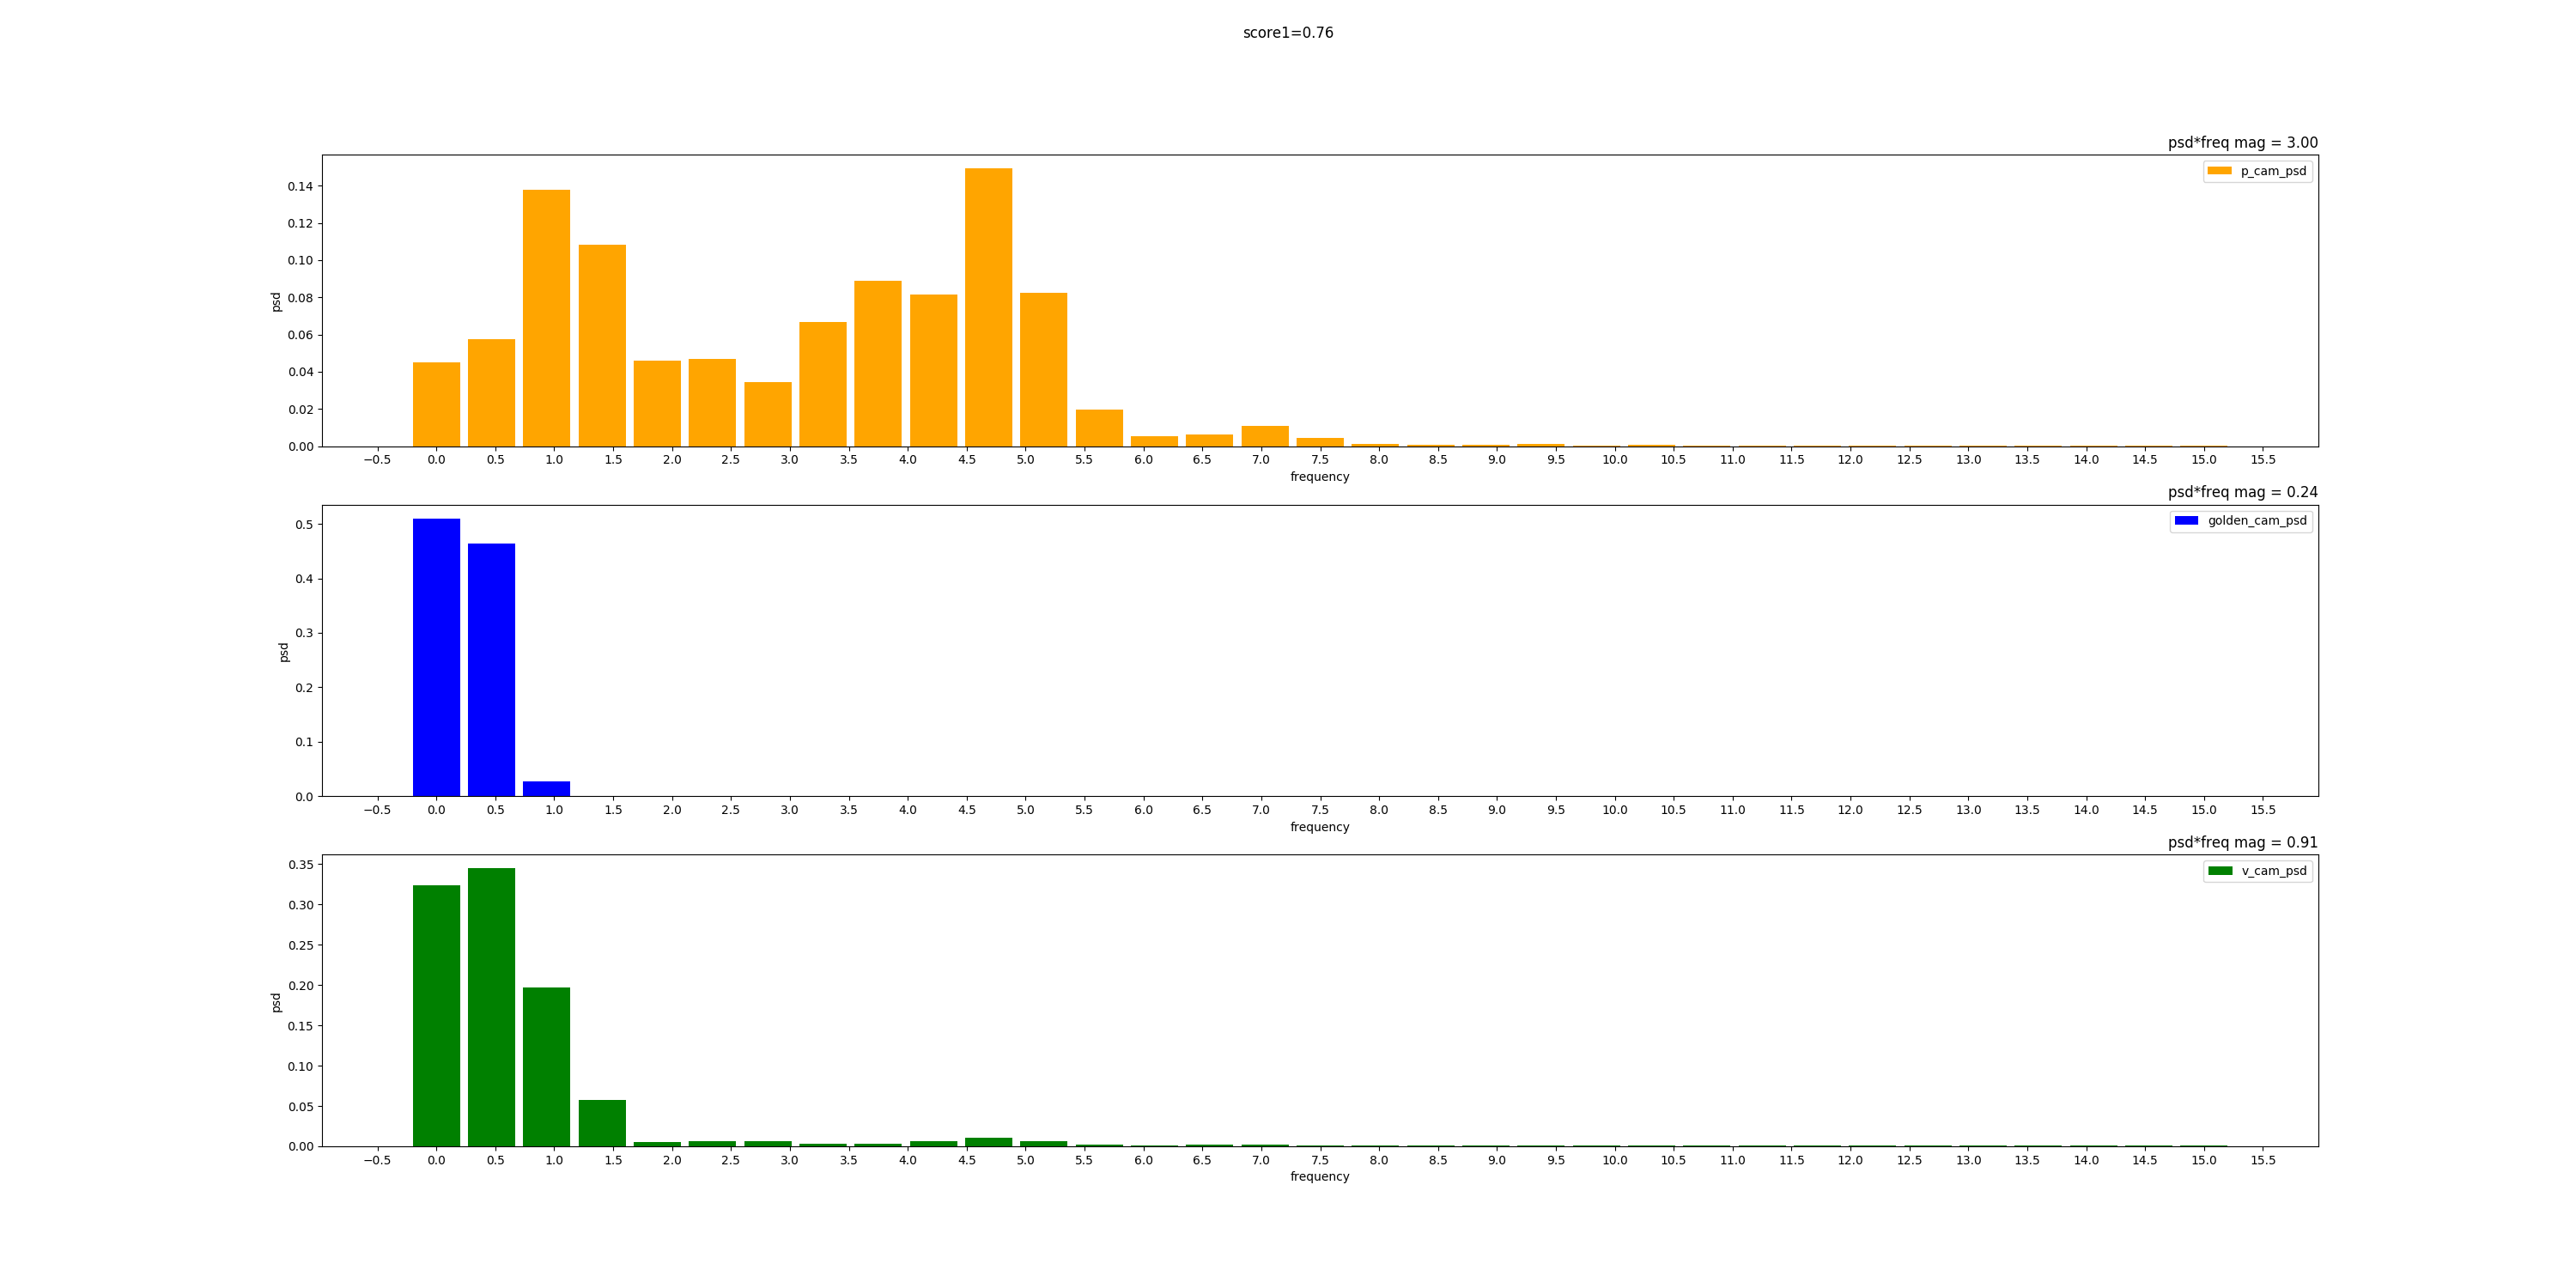 score1=0.76
psd*freq mag = 3.00
p_cam_psd
psd
0.14
0.12
0.10
0.08
0.06
0.04
0.02
0.00
−0.5 0.0 0.5 1.0 1.5 2.0 2.5 3.0 3.5 4.0 4.5 5.0 5.5 6.0 6.5 7.0 7.5 8.0 8.5 9.0 9.5 10.0 10.5 11.0 11.5 12.0 12.5 13.0 13.5 14.0 14.5 15.0 15.5
frequency
psd*freq mag = 0.24
golden_cam_psd
psd
0.5
0.4
0.3
0.2
0.1
0.0
−0.5 0.0 0.5 1.0 1.5 2.0 2.5 3.0 3.5 4.0 4.5 5.0 5.5 6.0 6.5 7.0 7.5 8.0 8.5 9.0 9.5 10.0 10.5 11.0 11.5 12.0 12.5 13.0 13.5 14.0 14.5 15.0 15.5
frequency
psd*freq mag = 0.91
v_cam_psd
psd
0.35
0.30
0.25
0.20
0.15
0.10
0.05
0.00
−0.5 0.0 0.5 1.0 1.5 2.0 2.5 3.0 3.5 4.0 4.5 5.0 5.5 6.0 6.5 7.0 7.5 8.0 8.5 9.0 9.5 10.0 10.5 11.0 11.5 12.0 12.5 13.0 13.5 14.0 14.5 15.0 15.5
frequency